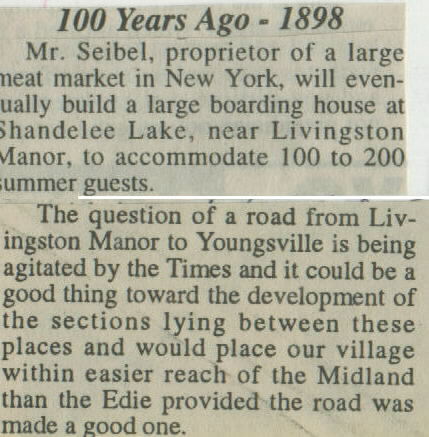 100 Years Ago - 1898
Mr. Seibel, proprietor of a large
meat market in New York, will even-
ually build a large boarding house at
Shandelee Lake, near Livingston
Manor, to accommodate 100 to 200
summer guests.
The question of a road from Liv-
ingston Manor to Youngsville is being
agitated by the Times and it could be a
good thing toward the development of
the sections lying between these
places and would place our village
within easier reach of the Midland
than the Edie provided the road was
made a good one.